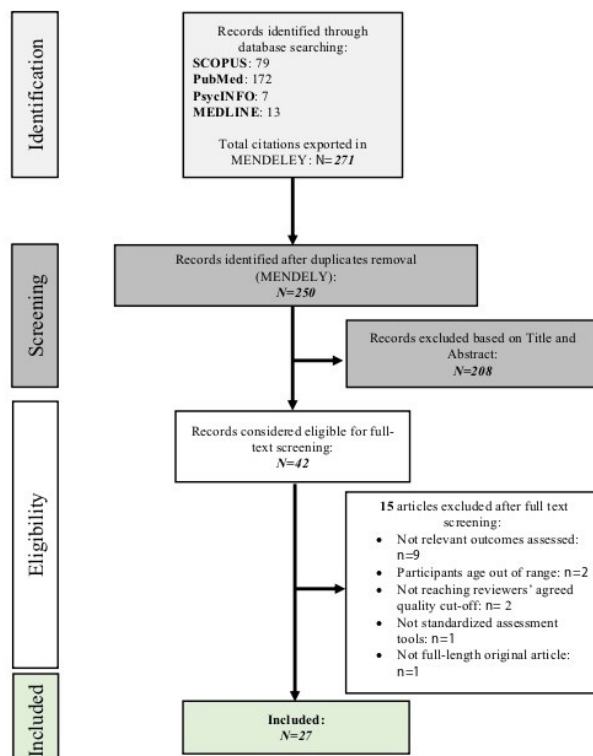 Identification
Records identified through
database searching:
SCOPUS: 79
PubMed: 172
PsycINFO: 7
MEDLINE: 13
Total citations exported in
MENDELEY: N=271
Screening
Records identified after duplicates removal
(MENDELY):
N=250
Records excluded based on Title and
Abstract:
N=208
Eligibility
Records considered eligible for full-
text screening:
N=42
15 articles excluded after full text
screening:
• Not relevant outcomes assessed:
n=9
• Participants age out of range: n=2
• Not reaching reviewers’ agreed
quality cut-off: n= 2
• Not standardized assessment
tools: n=1
• Not full-length original article:
n=1
Included
Included:
N=27